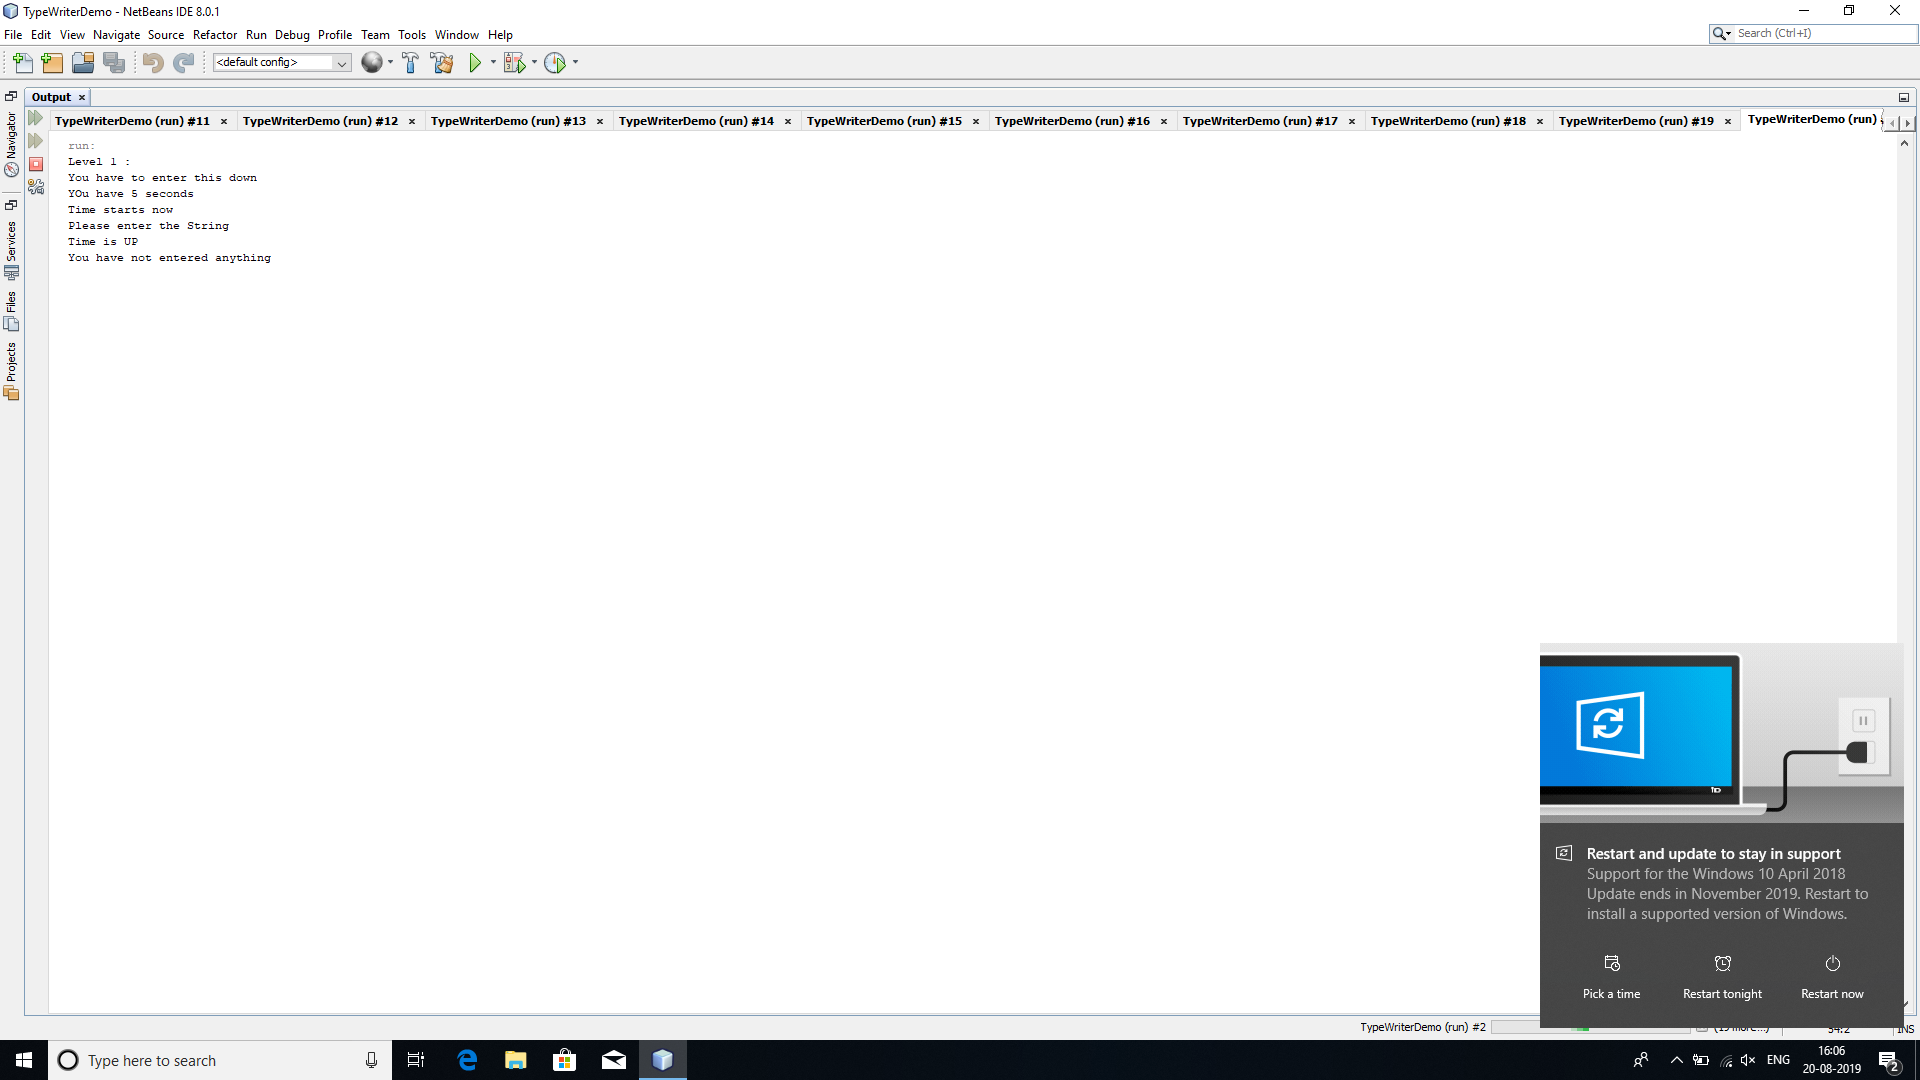 TypeWriterDemo - NetBeans IDE 8.0.1
File Edit View Navigate Source Refactor Run Debug Profile Team Tools Window Help
Search (Ctrl+I)
<default config>
Output
TypeWriterDemo (run) #11 TypeWriterDemo (run) #12 TypeWriterDemo (run) #13 TypeWriterDemo (run) #14 TypeWriterDemo (run) #15 TypeWriterDemo (run) #16 TypeWriterDemo (run) #17 TypeWriterDemo (run) #18 TypeWriterDemo (run) #19 TypeWriterDemo (run)
Navigator
Services
Files
Projects
run:
Level 1 :
You have to enter this down
YOu have 5 seconds
Time starts now
Please enter the String
Time is UP
You have not entered anything
Restart and update to stay in support
Support for the Windows 10 April 2018
Update ends in November 2019. Restart to
install a supported version of Windows.
Pick a time Restart tonight Restart now
TypeWriterDemo (run) #2 (19 more...) 54:2 INS
Type here to search
ENG
16:06
20-08-2019
2